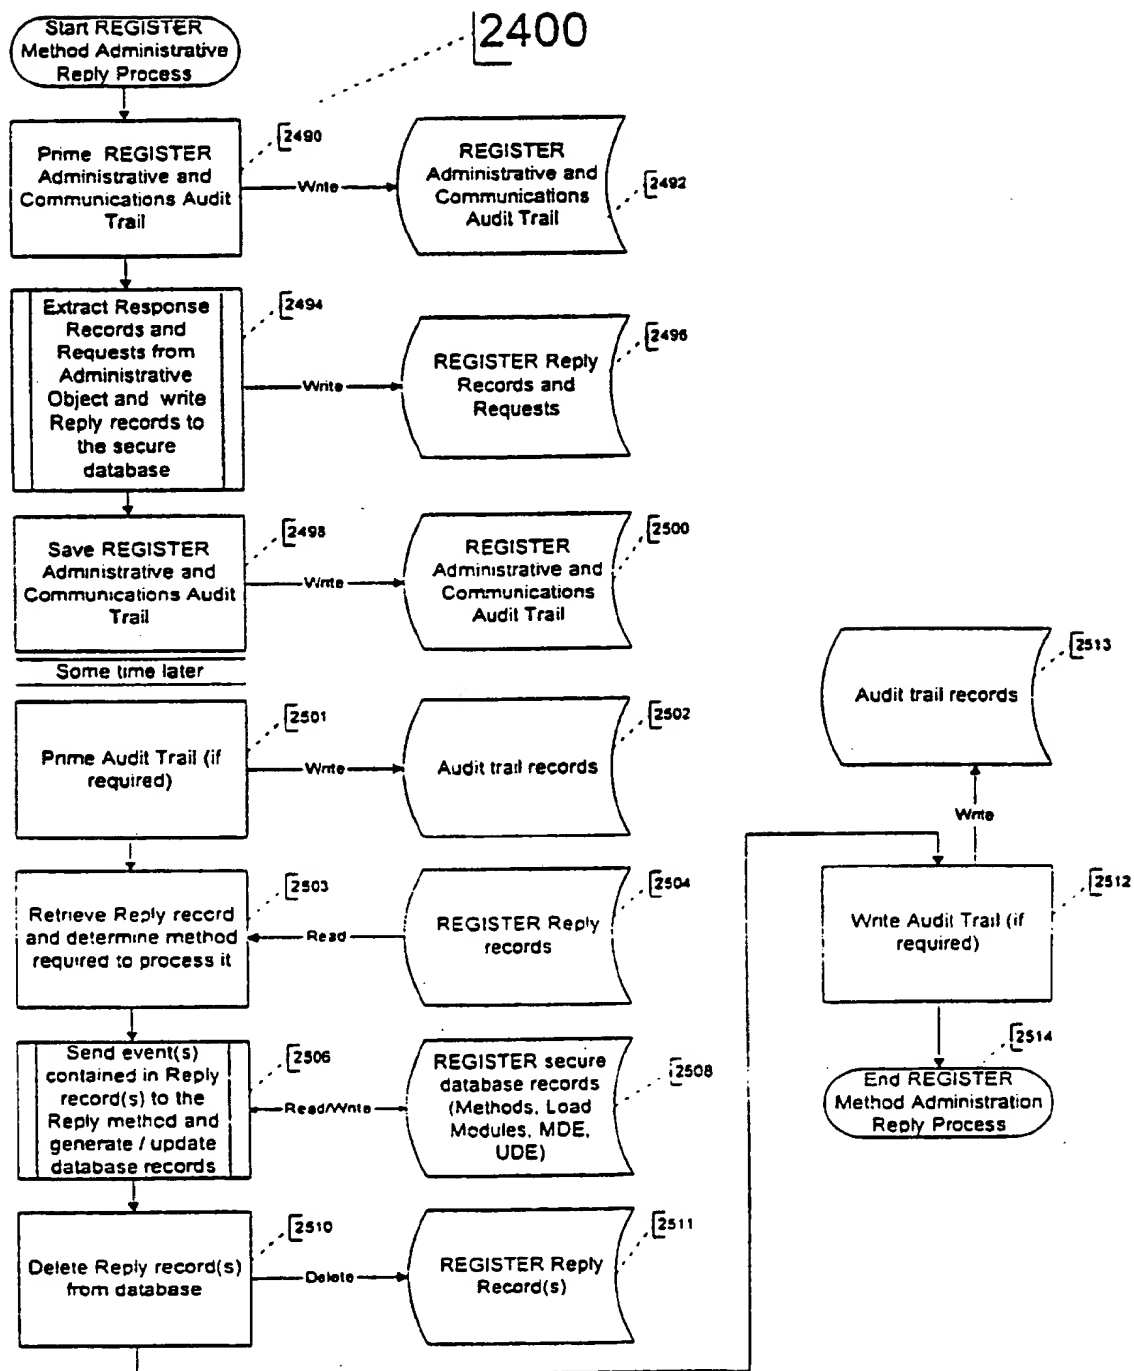 Start REGISTER
Method Administrative
Reply Process
2400
Prime REGISTER
Administrative and
Communications Audit
Trail
2490
Write
REGISTER
Administrative and
Communications
Audit Trail
2492
Extract Response
Records and
Requests from
Administrative
Object and write
Reply records to
the secure
database
2494
Write
REGISTER Reply
Records and
Requests
2496
Save REGISTER
Administrative and
Communications Audit
Trail
2498
Write
REGISTER
Administrative and
Communications
Audit Trail
2500
Some time later
Prime Audit Trail (if
required)
2501
Write
Audit trail records
2502
Retrieve Reply record
and determine method
required to process it
2503
Read
REGISTER Reply
records
2504
Send event(s)
contained in Reply
record(s) to the
Reply method and
generate / update
database records
2506
Read/Write
REGISTER secure
database records
(Methods, Load
Modules, MDE,
UDE)
2508
Delete Reply record(s)
from database
2510
Delete
REGISTER Reply
Record(s)
2511
Audit trail records
2513
Write
Write Audit Trail (if
required)
2512
End REGISTER
Method Administration
Reply Process
2514